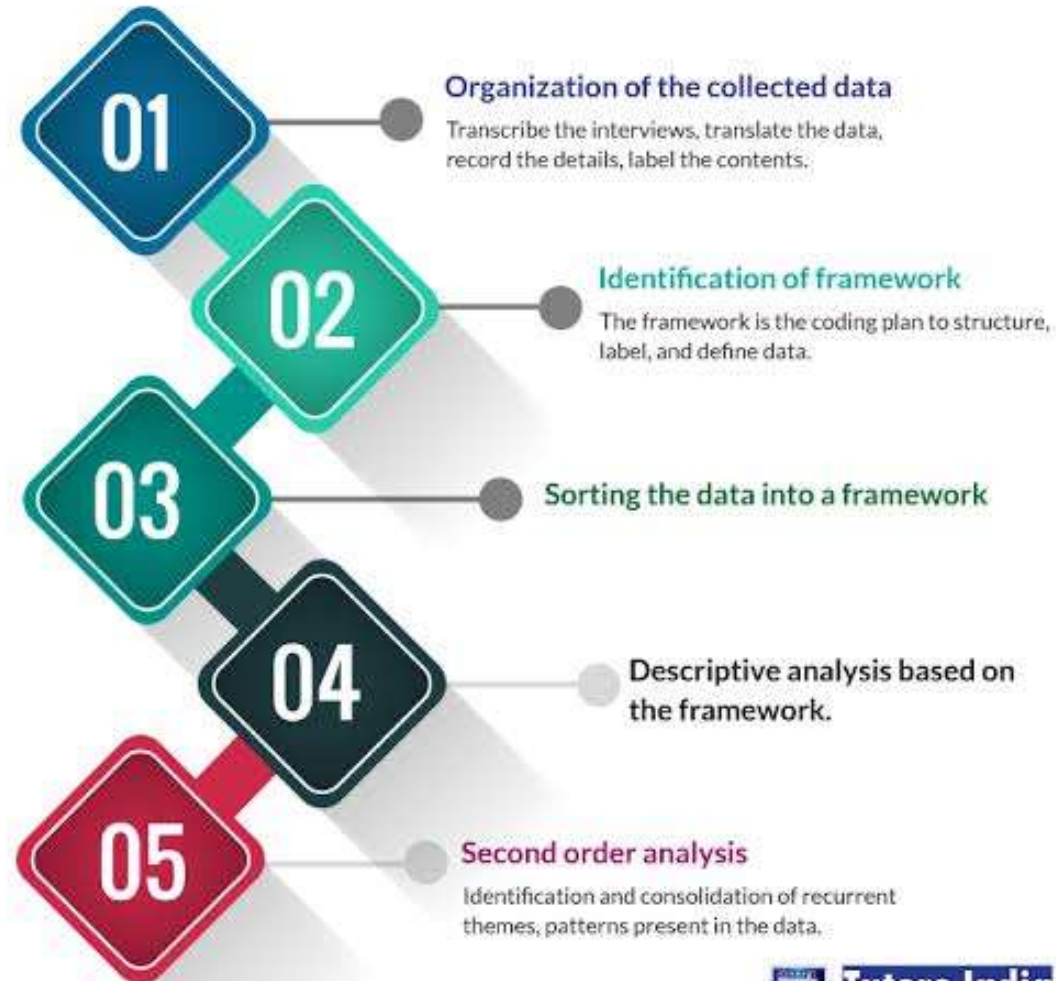 01
Organization of the collected data
Transcribe the interviews, translate the data,
record the details, label the contents.
02
Identification of framework
The framework is the coding plan to structure,
label, and define data.
03
Sorting the data into a framework
04
Descriptive analysis based on
the framework.
05
Second order analysis
Identification and consolidation of recurrent
themes, patterns present in the data.